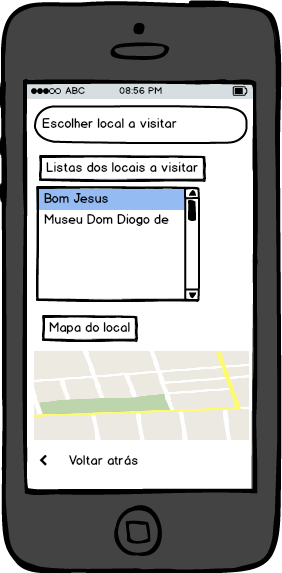 ABC 08:56 PM
Escolher local a visitar
Listas dos locais a visitar
Bom Jesus
Museu Dom Diogo de
Mapa do local
Voltar atrás